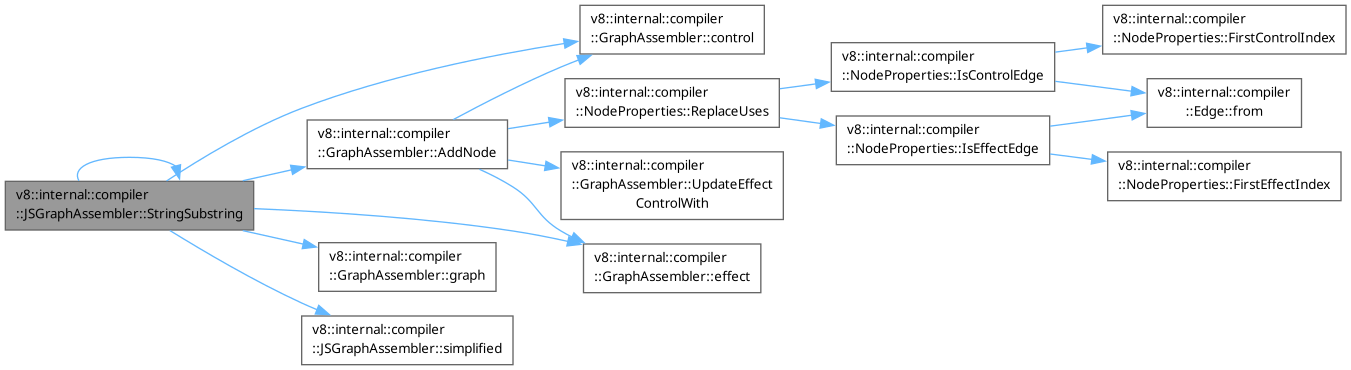 v8::internal::compiler
::JSGraphAssembler::StringSubstring
v8::internal::compiler
::GraphAssembler::control
v8::internal::compiler
::GraphAssembler::AddNode
v8::internal::compiler
::NodeProperties::ReplaceUses
v8::internal::compiler
::NodeProperties::IsControlEdge
v8::internal::compiler
::NodeProperties::FirstControlIndex
v8::internal::compiler
::Edge::from
v8::internal::compiler
::NodeProperties::IsEffectEdge
v8::internal::compiler
::NodeProperties::FirstEffectIndex
v8::internal::compiler
::GraphAssembler::UpdateEffect
ControlWith
v8::internal::compiler
::GraphAssembler::effect
v8::internal::compiler
::GraphAssembler::graph
v8::internal::compiler
::JSGraphAssembler::simplified